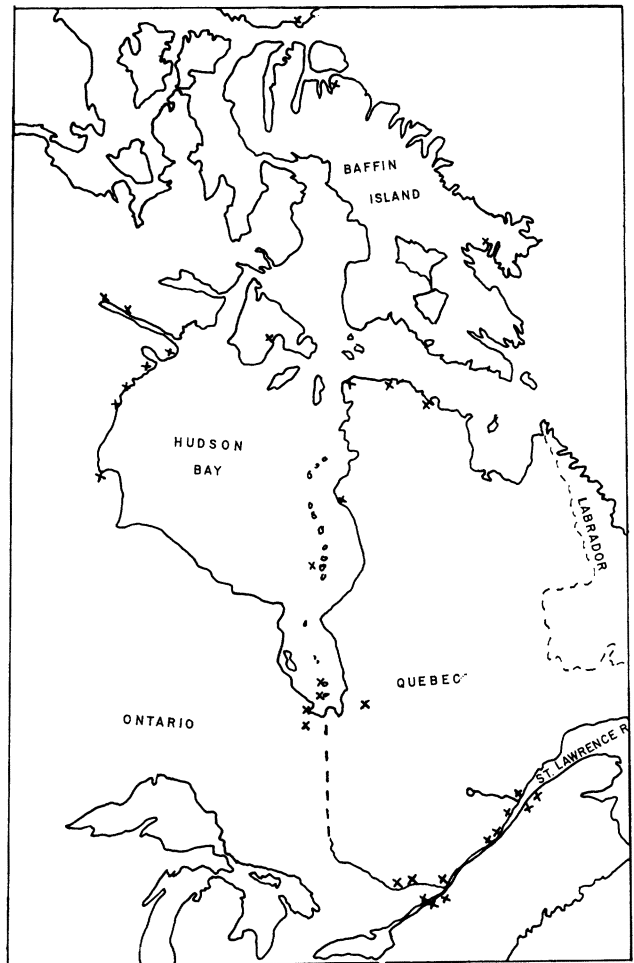 BAFFIN
ISLAND
HUDSON
BAY
LABRADOR
QUEBEC
ONTARIO
ST. LAWRENCE R